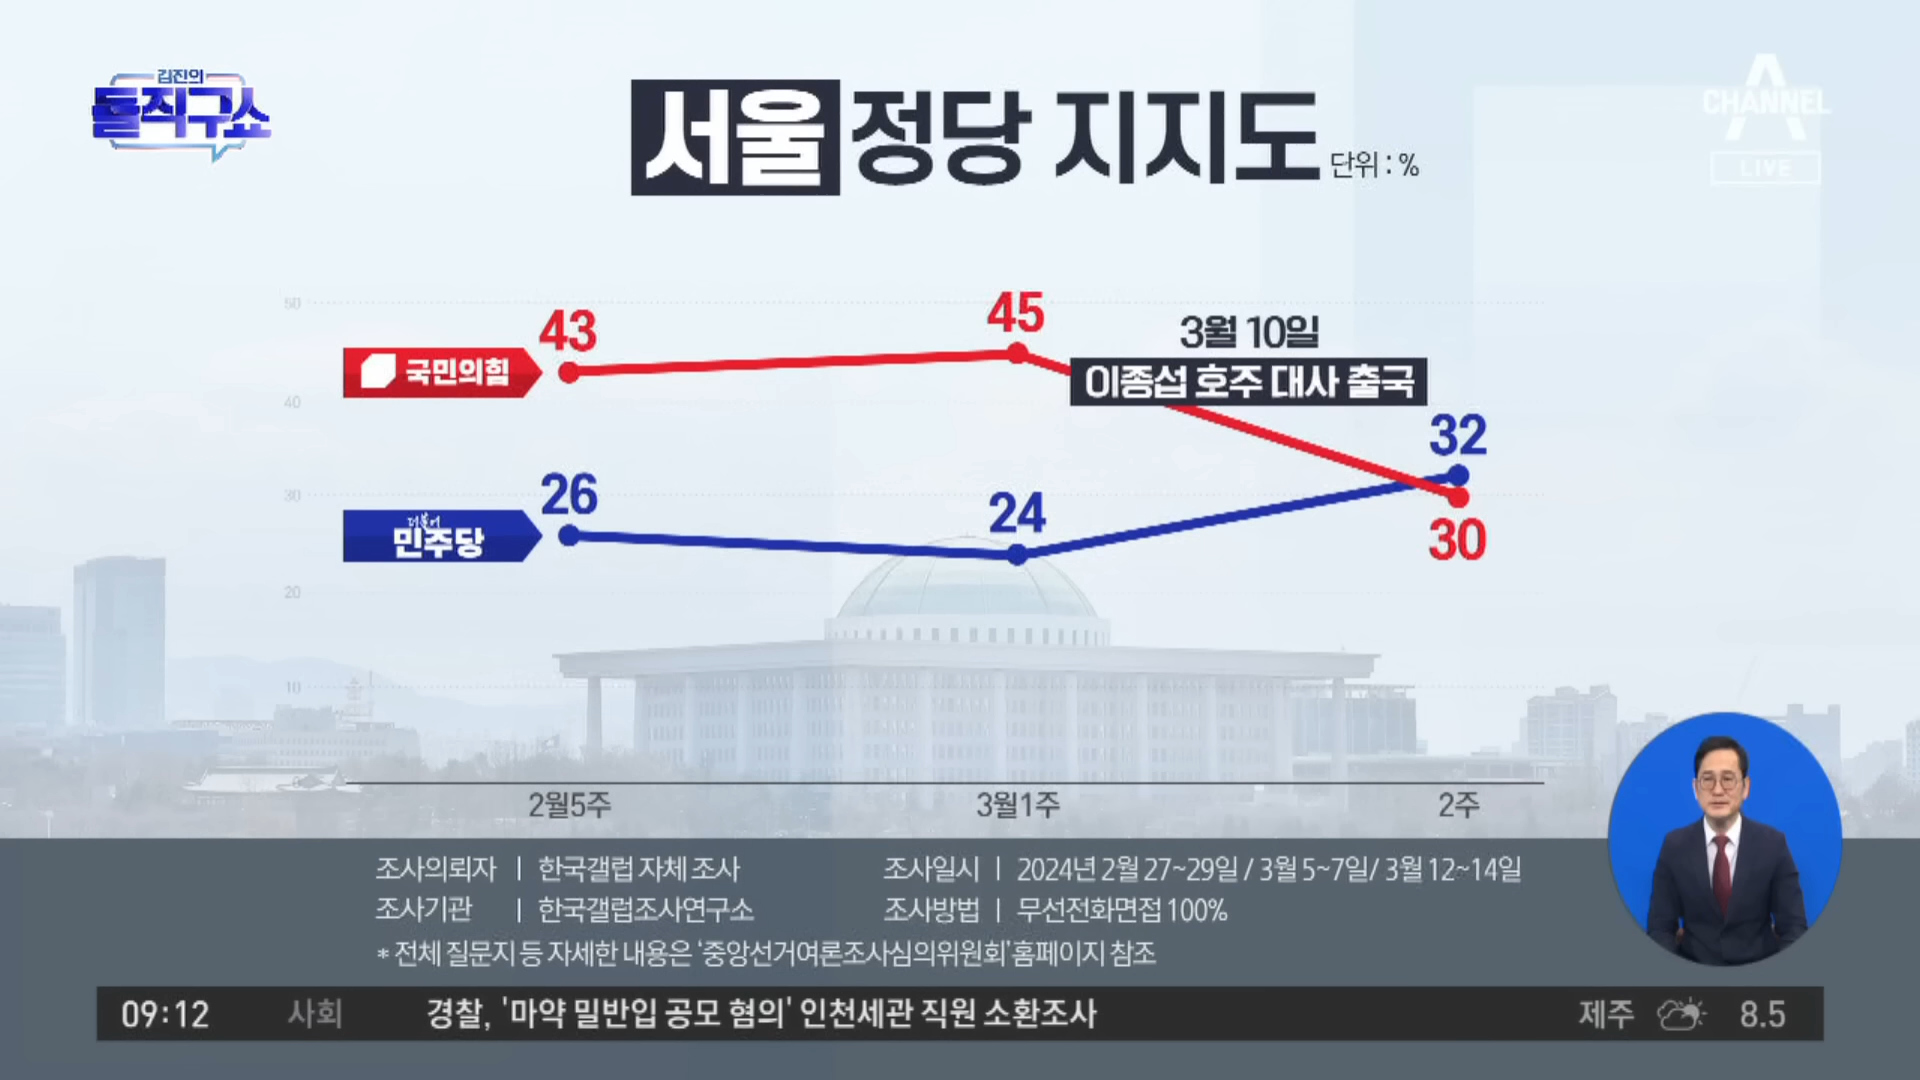 김진의
돌직구쇼
서울 정당 지지도 단위 : %
CHANNEL A
LIVE
50
43
45
3월 10일
국민의힘
이종섭 호주 대사 출국
40
32
26
30
24
더불어
민주당
30
20
10
2월5주 3월1주 2주
조사의뢰자 | 한국갤럽 자체 조사 조사일시 | 2024년 2월 27~29일 / 3월 5~7일/ 3월 12~14일
조사기관 | 한국갤럽조사연구소 조사방법 | 무선전화면접 100%
* 전체 질문지 등 자세한 내용은 ‘중앙선거여론조사심의위원회’ 홈페이지 참조
09:12 사회 경찰, '마약 밀반입 공모 혐의' 인천세관 직원 소환조사 제주 8.5